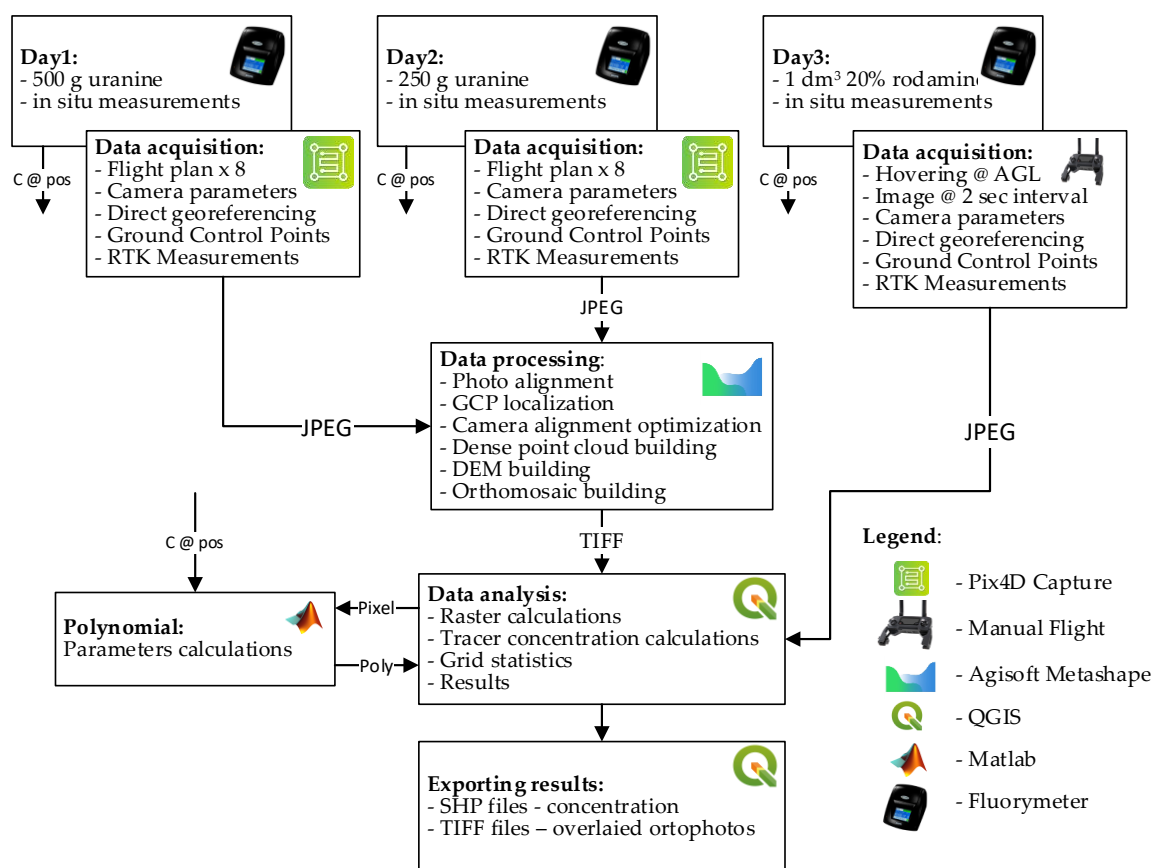 Day1:
- 500 g uranine
- in situ measurements
Day2:
- 250 g uranine
- in situ measurements
Day3:
- 1 dm³ 20% rodamine
- in situ measurements
C @ pos
Data acquisition:
- Flight plan x 8
- Camera parameters
- Direct georeferencing
- Ground Control Points
- RTK Measurements
C @ pos
Data acquisition:
- Flight plan x 8
- Camera parameters
- Direct georeferencing
- Ground Control Points
- RTK Measurements
C @ pos
Data acquisition:
- Hovering @ AGL
- Image @ 2 sec interval
- Camera parameters
- Direct georeferencing
- Ground Control Points
- RTK Measurements
JPEG
JPEG
JPEG
Data processing:
- Photo alignment
- GCP localization
- Camera alignment optimization
- Dense point cloud building
- DEM building
- Orthomosaic building
TIFF
C @ pos
Polynomial:
Parameters calculations
Pixel
Poly
Data analysis:
- Raster calculations
- Tracer concentration calculations
- Grid statistics
- Results
Exporting results:
- SHP files - concentration
- TIFF files – overlaied ortophotos
Legend:
- Pix4D Capture
- Manual Flight
- Agisoft Metashape
- QGIS
- Matlab
- Fluorymeter